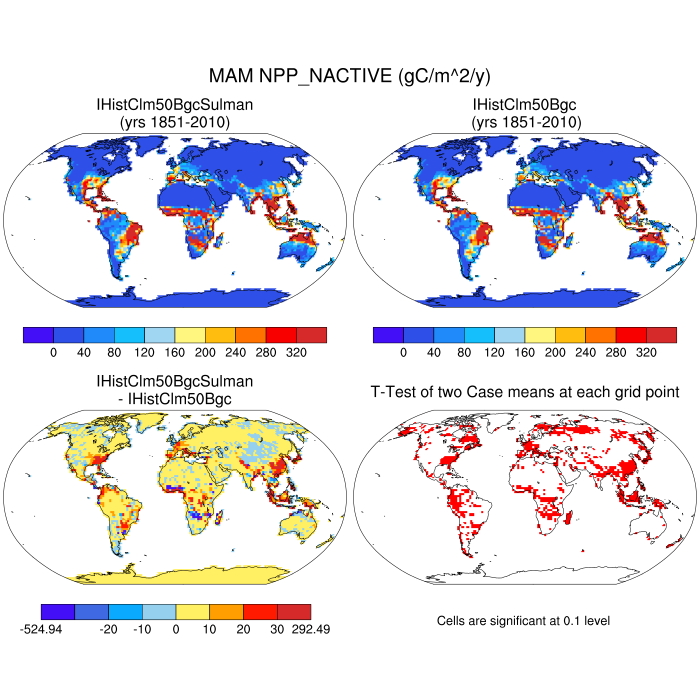 MAM NPP_NACTIVE (gC/m^2/y)
IHistClm50BgcSulman
(yrs 1851-2010)
IHistClm50Bgc
(yrs 1851-2010)
0 40 80 120 160 200 240 280 320
0 40 80 120 160 200 240 280 320
IHistClm50BgcSulman
- IHistClm50Bgc
T-Test of two Case means at each grid point
-524.94 -20 -10 0 10 20 30 292.49
Cells are significant at 0.1 level